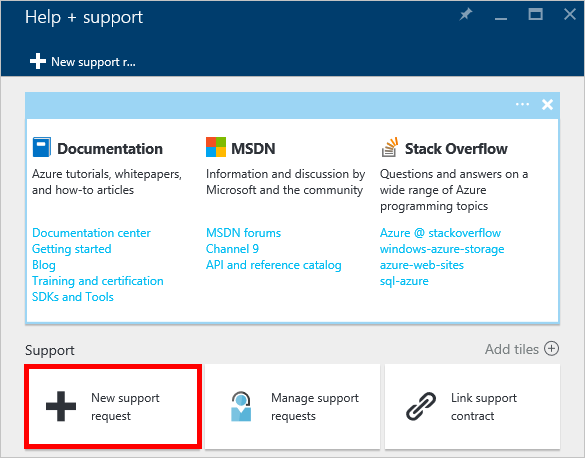 Help + support
New support r...
Documentation
Azure tutorials, whitepapers,
and how-to articles
Documentation center
Getting started
Blog
Training and certification
SDKs and Tools
MSDN
Information and discussion by
Microsoft and the community
MSDN forums
Channel 9
API and reference catalog
Stack Overflow
Questions and answers on a
wide range of Azure
programming topics
Azure @ stackoverflow
windows-azure-storage
azure-web-sites
sql-azure
Support
Add tiles
New support
request
Manage support
requests
Link support
contract